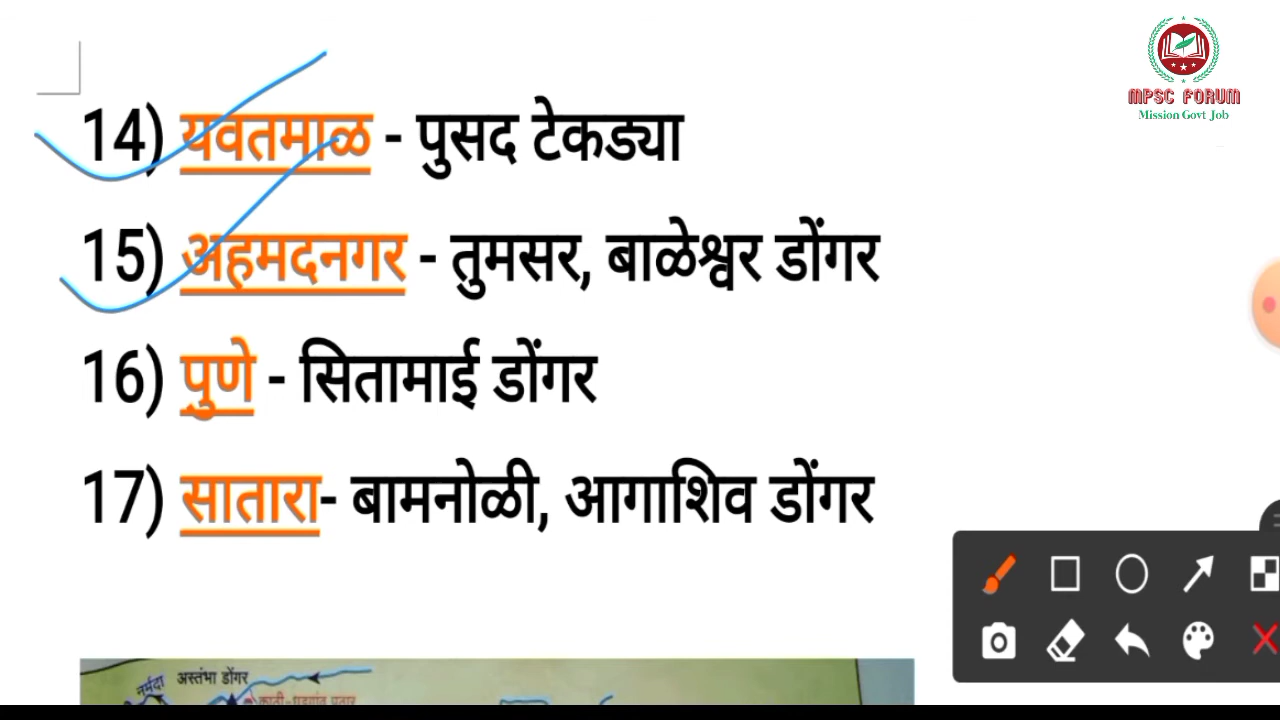 MPSC FORUM
Mission Govt Job
14) यवतमाळ - पुसद टेकड्या
15) अहमदनगर - तुमसर, बाळेश्वर डोंगर
16) पुणे - सितामाई डोंगर
17) सातारा- बामनोळी, आगाशिव डोंगर
नर्मदा अस्तंभा डोंगर